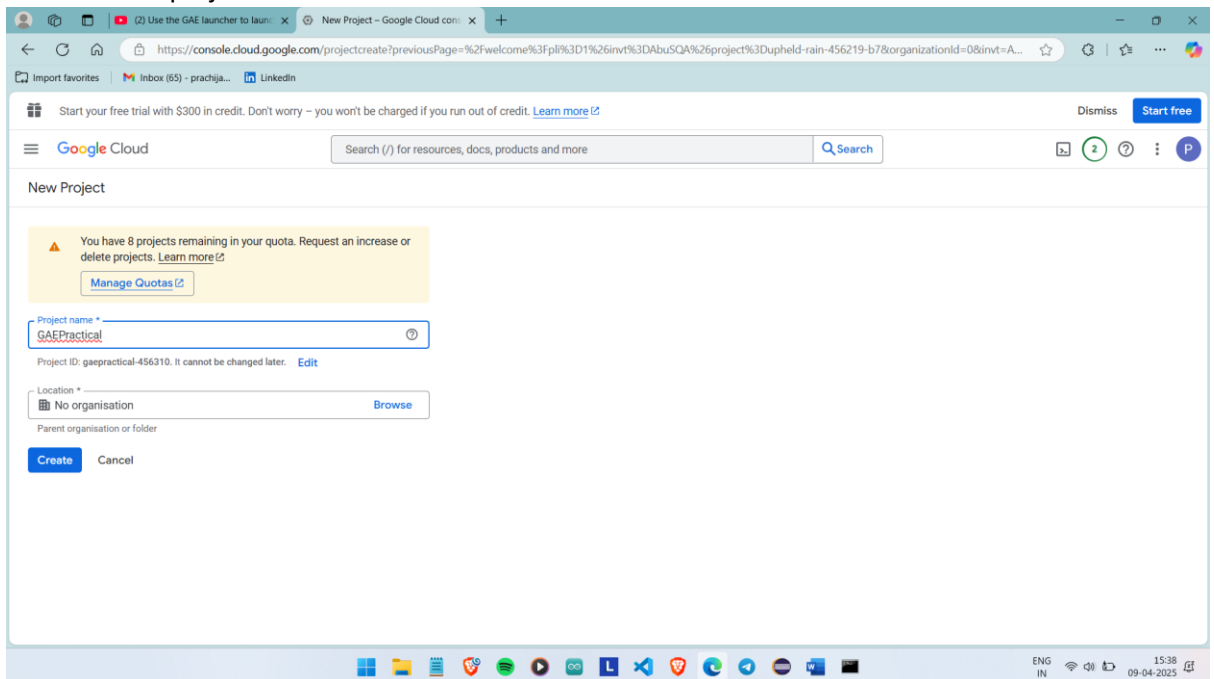 (2) Use the GAE launcher to launc
New Project – Google Cloud cons
https://console.cloud.google.com/projectcreate?previousPage=%2Fwelcome%3Fpli%3D1%26invt%3DAbuSQA%26project%3Dupheld-rain-456219-b7&organizationId=0&invt=A...
Import favorites
Inbox (65) - prachija...
LinkedIn
Start your free trial with $300 in credit. Don't worry – you won't be charged if you run out of credit. Learn more
Dismiss
Start free
Google Cloud
Search (/) for resources, docs, products and more
Search
2
P
New Project
You have 8 projects remaining in your quota. Request an increase or
delete projects. Learn more
Manage Quotas
Project name *
GAEPractical
Project ID: gaepractical-456310. It cannot be changed later. Edit
Location *
No organisation
Browse
Parent organisation or folder
Create
Cancel
L
ENG
IN
15:38
09-04-2025